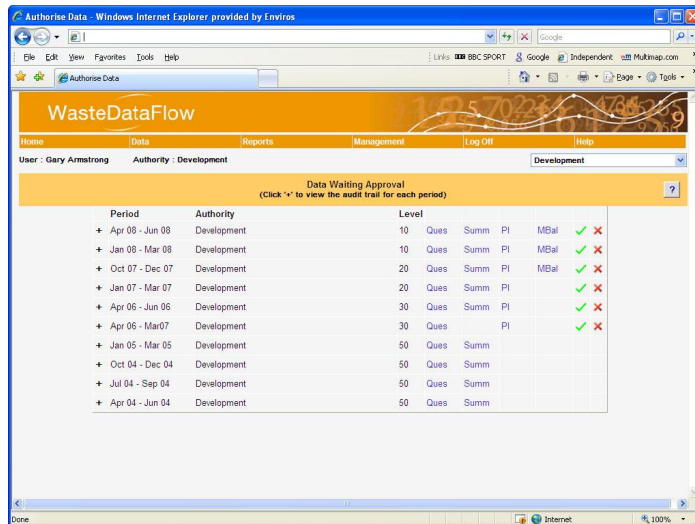 Authorise Data - Windows Internet Explorer provided by Enviros
Google
File Edit View Favorites Tools Help
Links BBC SPORT Google Independent Multimap.com
Authorise Data
Page Tools
WasteDataFlow
Home Data Reports Management Log Off Help
User : Gary Armstrong Authority : Development Development
Data Waiting Approval
(Click '+' to view the audit trail for each period)
?
Period Authority Level
+ Apr 08 - Jun 08 Development 10 Ques Summ PI MBal
+ Jan 08 - Mar 08 Development 10 Ques Summ PI MBal
+ Oct 07 - Dec 07 Development 20 Ques Summ PI MBal
+ Jan 07 - Mar 07 Development 20 Ques Summ PI
+ Apr 06 - Jun 06 Development 30 Ques Summ PI
+ Apr 06 - Mar07 Development 30 Ques PI
+ Jan 05 - Mar 05 Development 50 Ques Summ
+ Oct 04 - Dec 04 Development 50 Ques Summ
+ Jul 04 - Sep 04 Development 50 Ques Summ
+ Apr 04 - Jun 04 Development 50 Ques Summ
Done Internet 100%